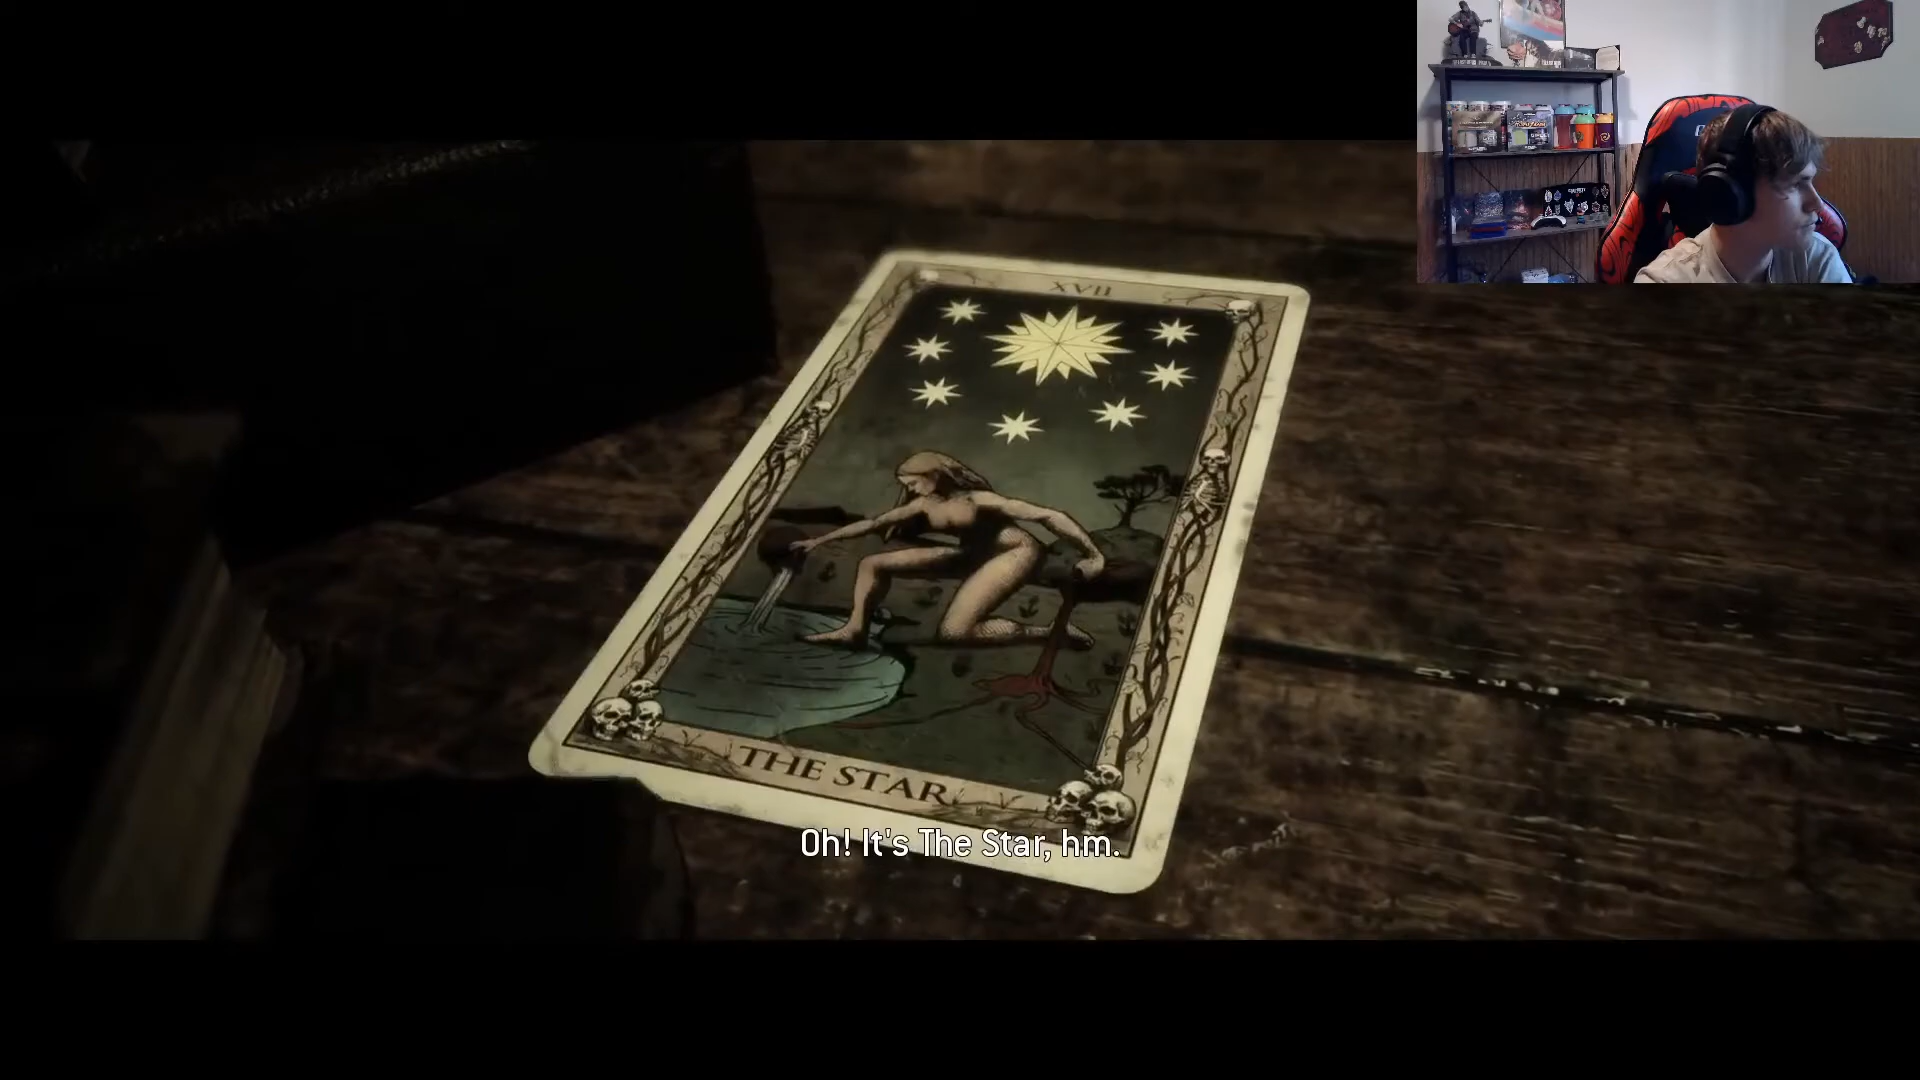 XVII
THE STAR
Oh! It's The Star, hm.